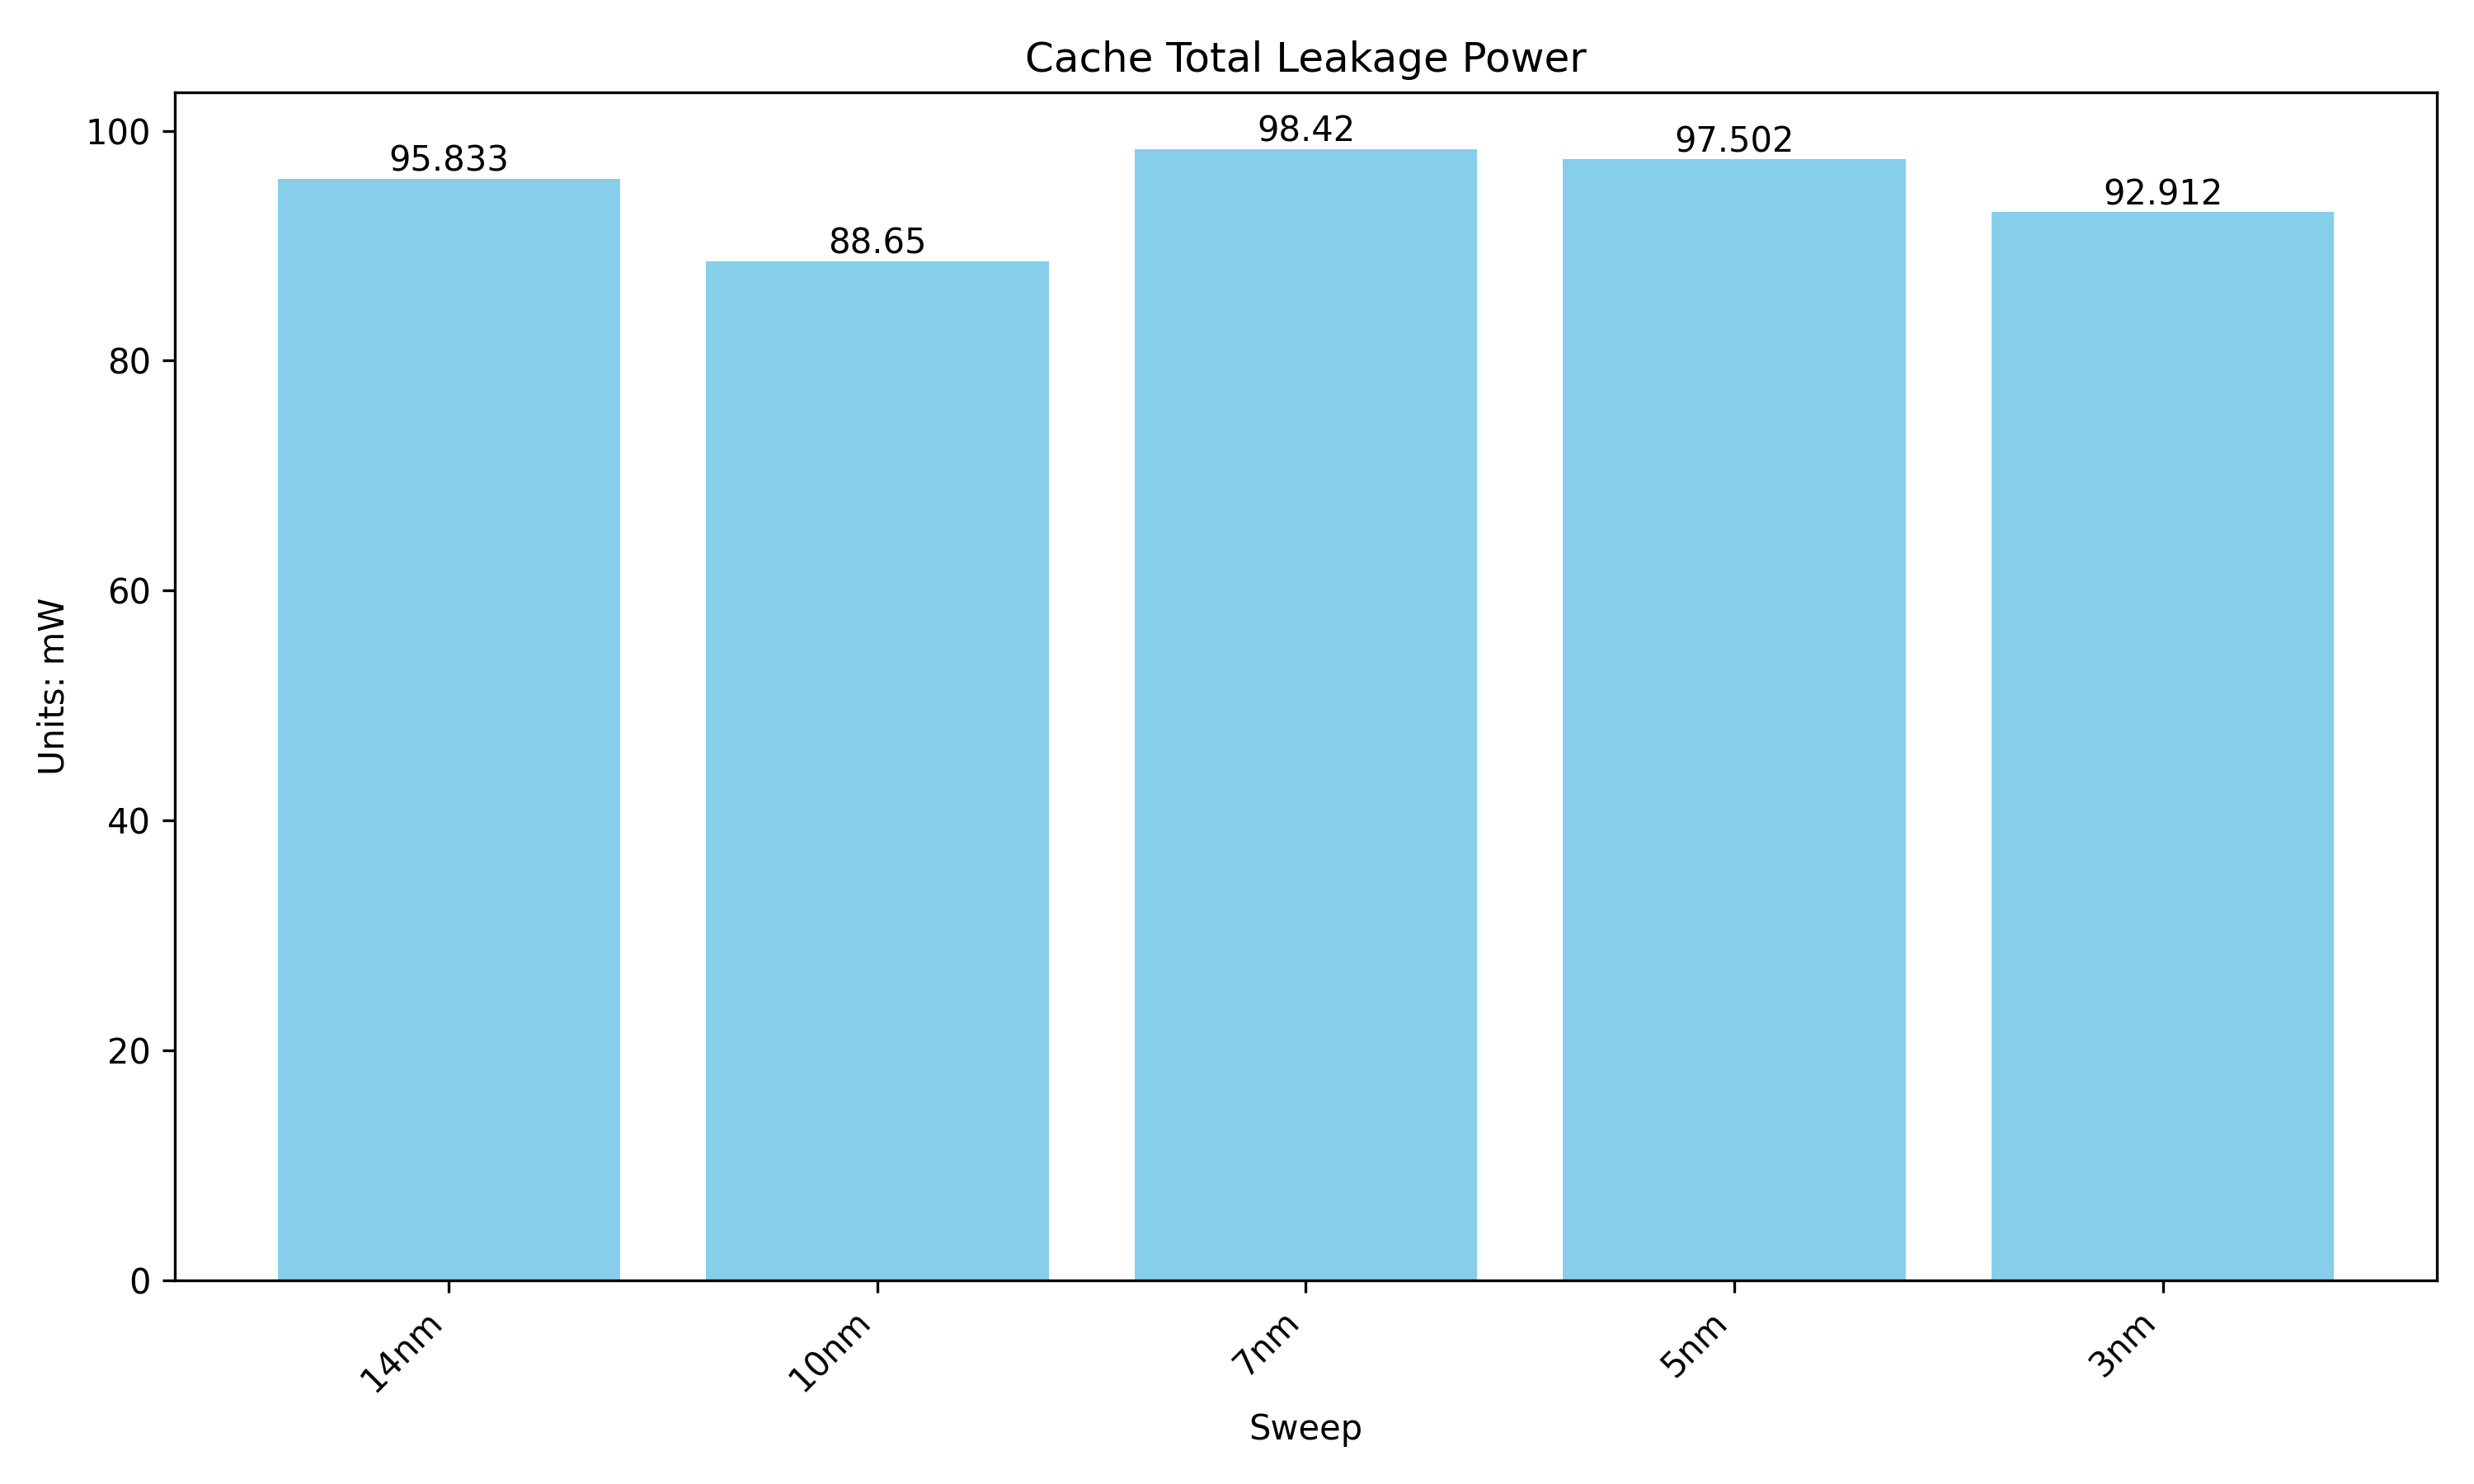 Cache Total Leakage Power
Units: mW
100
80
60
40
20
0
95.833
88.65
98.42
97.502
92.912
14nm
10nm
7nm
5nm
3nm
Sweep